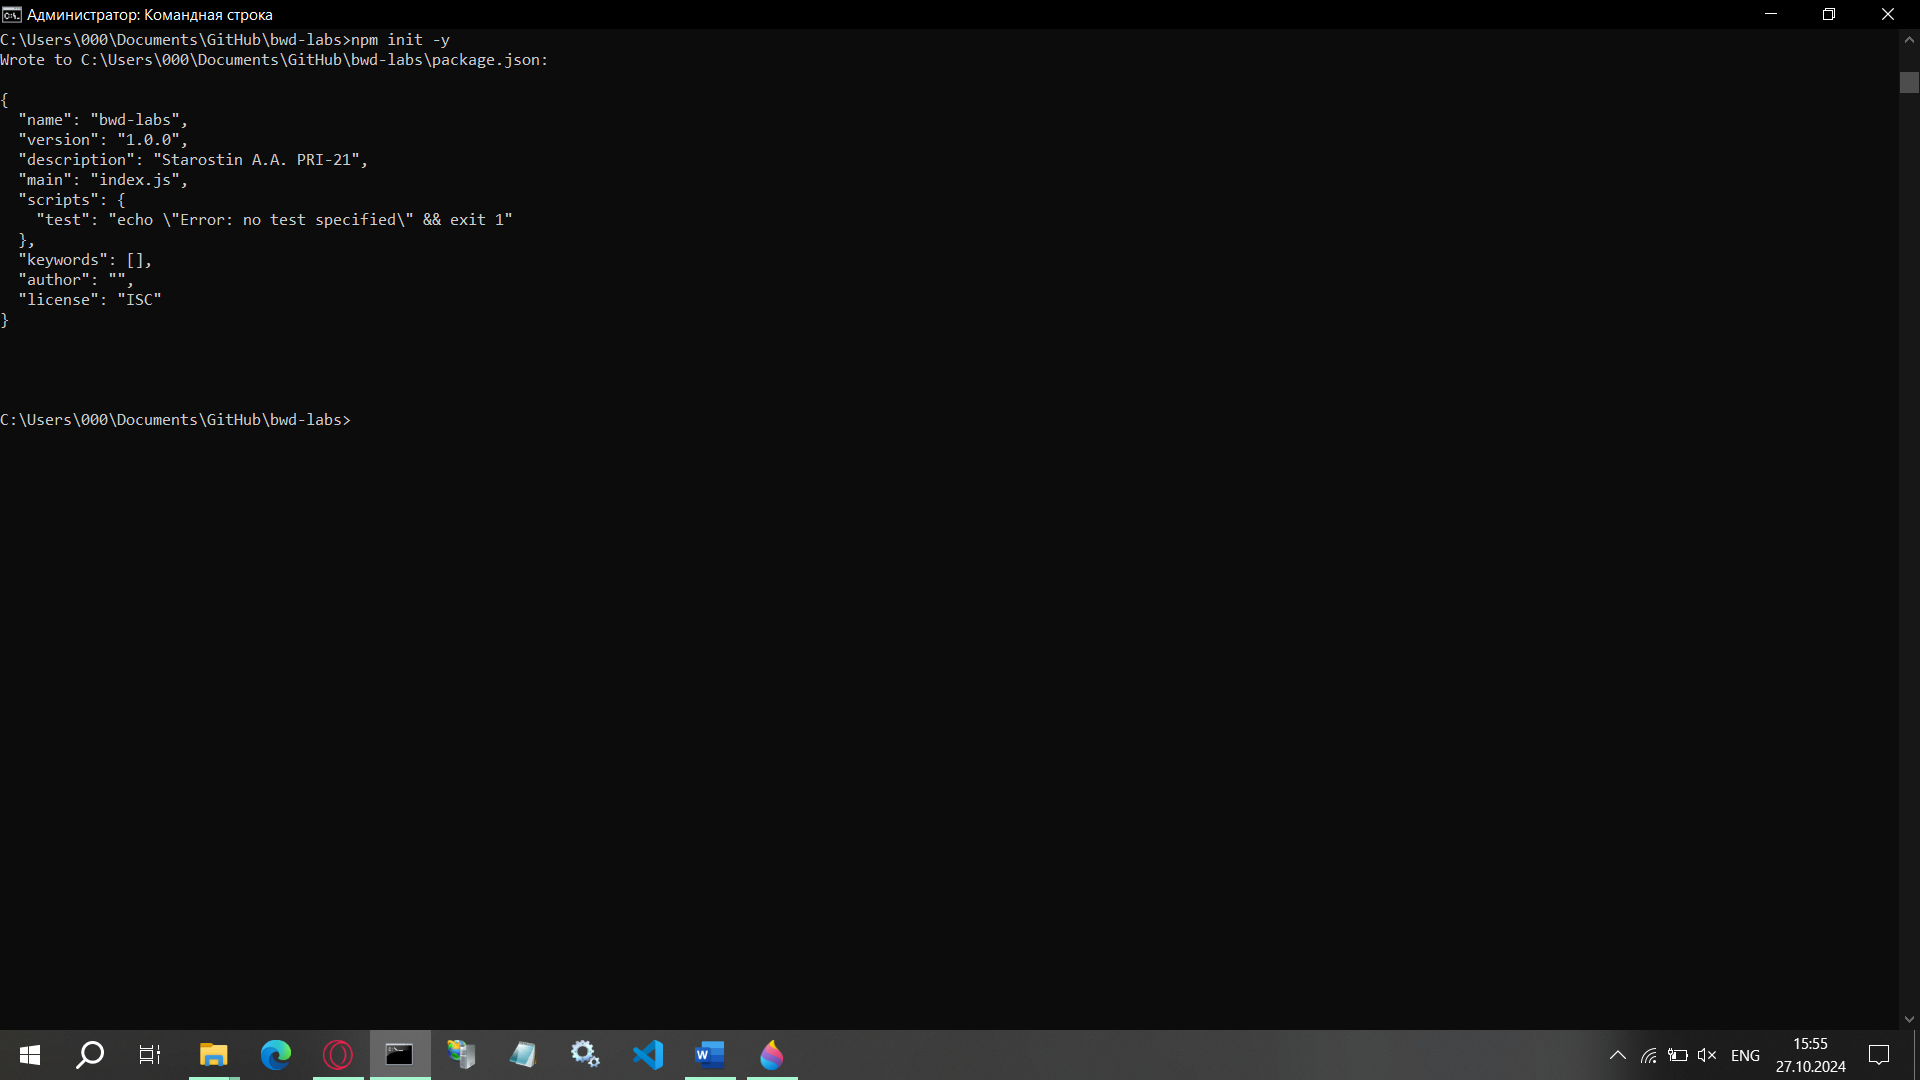 Администратор: Командная строка
C:\Users\000\Documents\GitHub\bwd-labs>npm init -y
Wrote to C:\Users\000\Documents\GitHub\bwd-labs\package.json:
{
  "name": "bwd-labs",
  "version": "1.0.0",
  "description": "Starostin A.A. PRI-21",
  "main": "index.js",
  "scripts": {
    "test": "echo \"Error: no test specified\" && exit 1"
  },
  "keywords": [],
  "author": "",
  "license": "ISC"
}
C:\Users\000\Documents\GitHub\bwd-labs>
ENG
15:55
27.10.2024